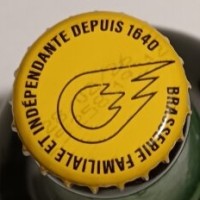 BRASSERIE FAMILIALE ET INDÉPENDANTE DEPUIS 1640